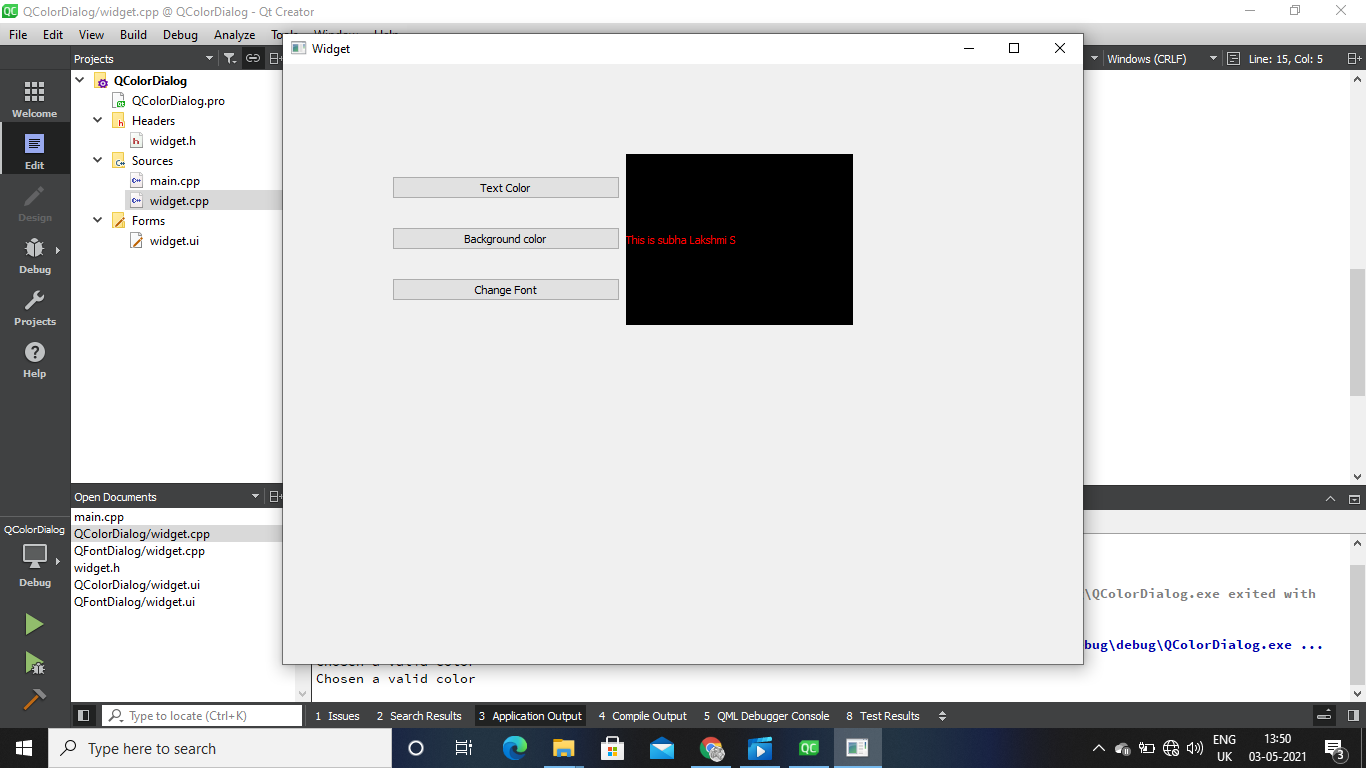 QColorDialog/widget.cpp @ QColorDialog - Qt Creator
File Edit View Build Debug Analyze
Projects
Windows (CRLF) Line: 15, Col: 5
Widget
Welcome
Edit
Design
Debug
Projects
Help
QColorDialog
QColorDialog.pro
Headers
widget.h
Sources
main.cpp
widget.cpp
Forms
widget.ui
Text Color
Background color
Change Font
This is subha Lakshmi S
Open Documents
main.cpp
QColorDialog/widget.cpp
QFontDialog/widget.cpp
widget.h
QColorDialog/widget.ui
QFontDialog/widget.ui
QColorDialog
Debug
\QColorDialog.exe exited with
bug\debug\QColorDialog.exe ...
Chosen a valid color
Chosen a valid color
Type to locate (Ctrl+K)
1 Issues 2 Search Results 3 Application Output 4 Compile Output 5 QML Debugger Console 8 Test Results
Type here to search
ENG
UK
13:50
03-05-2021
3